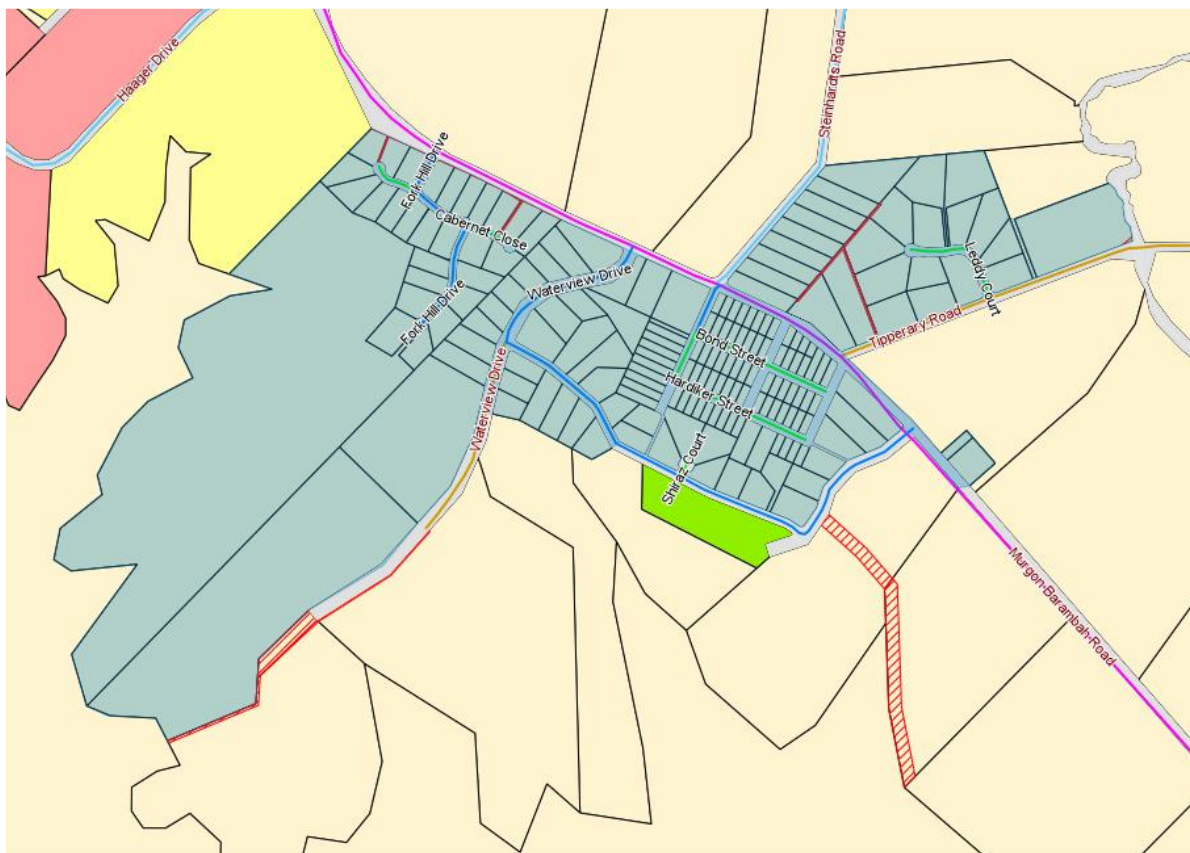 Haager Drive
Steinhardts Road
Fork Hill Drive
Cabernet Close
Leddy Court
Waterview Drive
Fork Hill Drive
Tipperary Road
Bond Street
Waterview Drive
Hardiker Street
Shiraz Court
Murgon-Barambah-Road